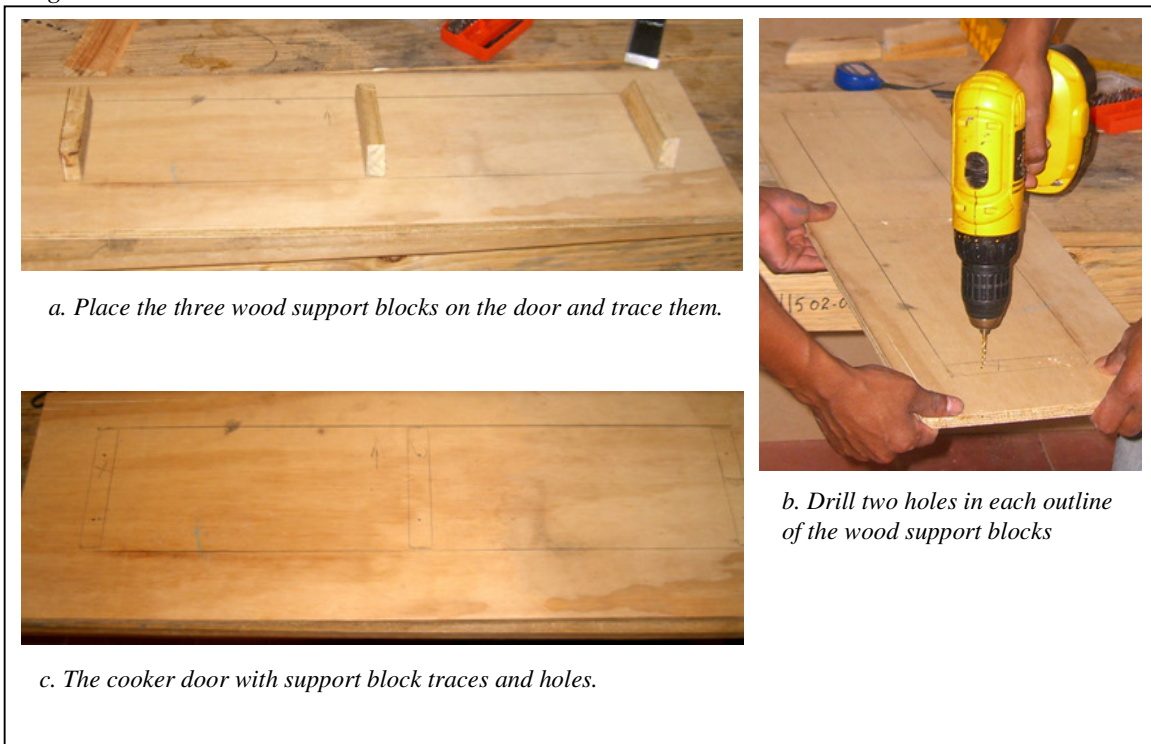 a. Place the three wood support blocks on the door and trace them.
b. Drill two holes in each outline
of the wood support blocks
c. The cooker door with support block traces and holes.